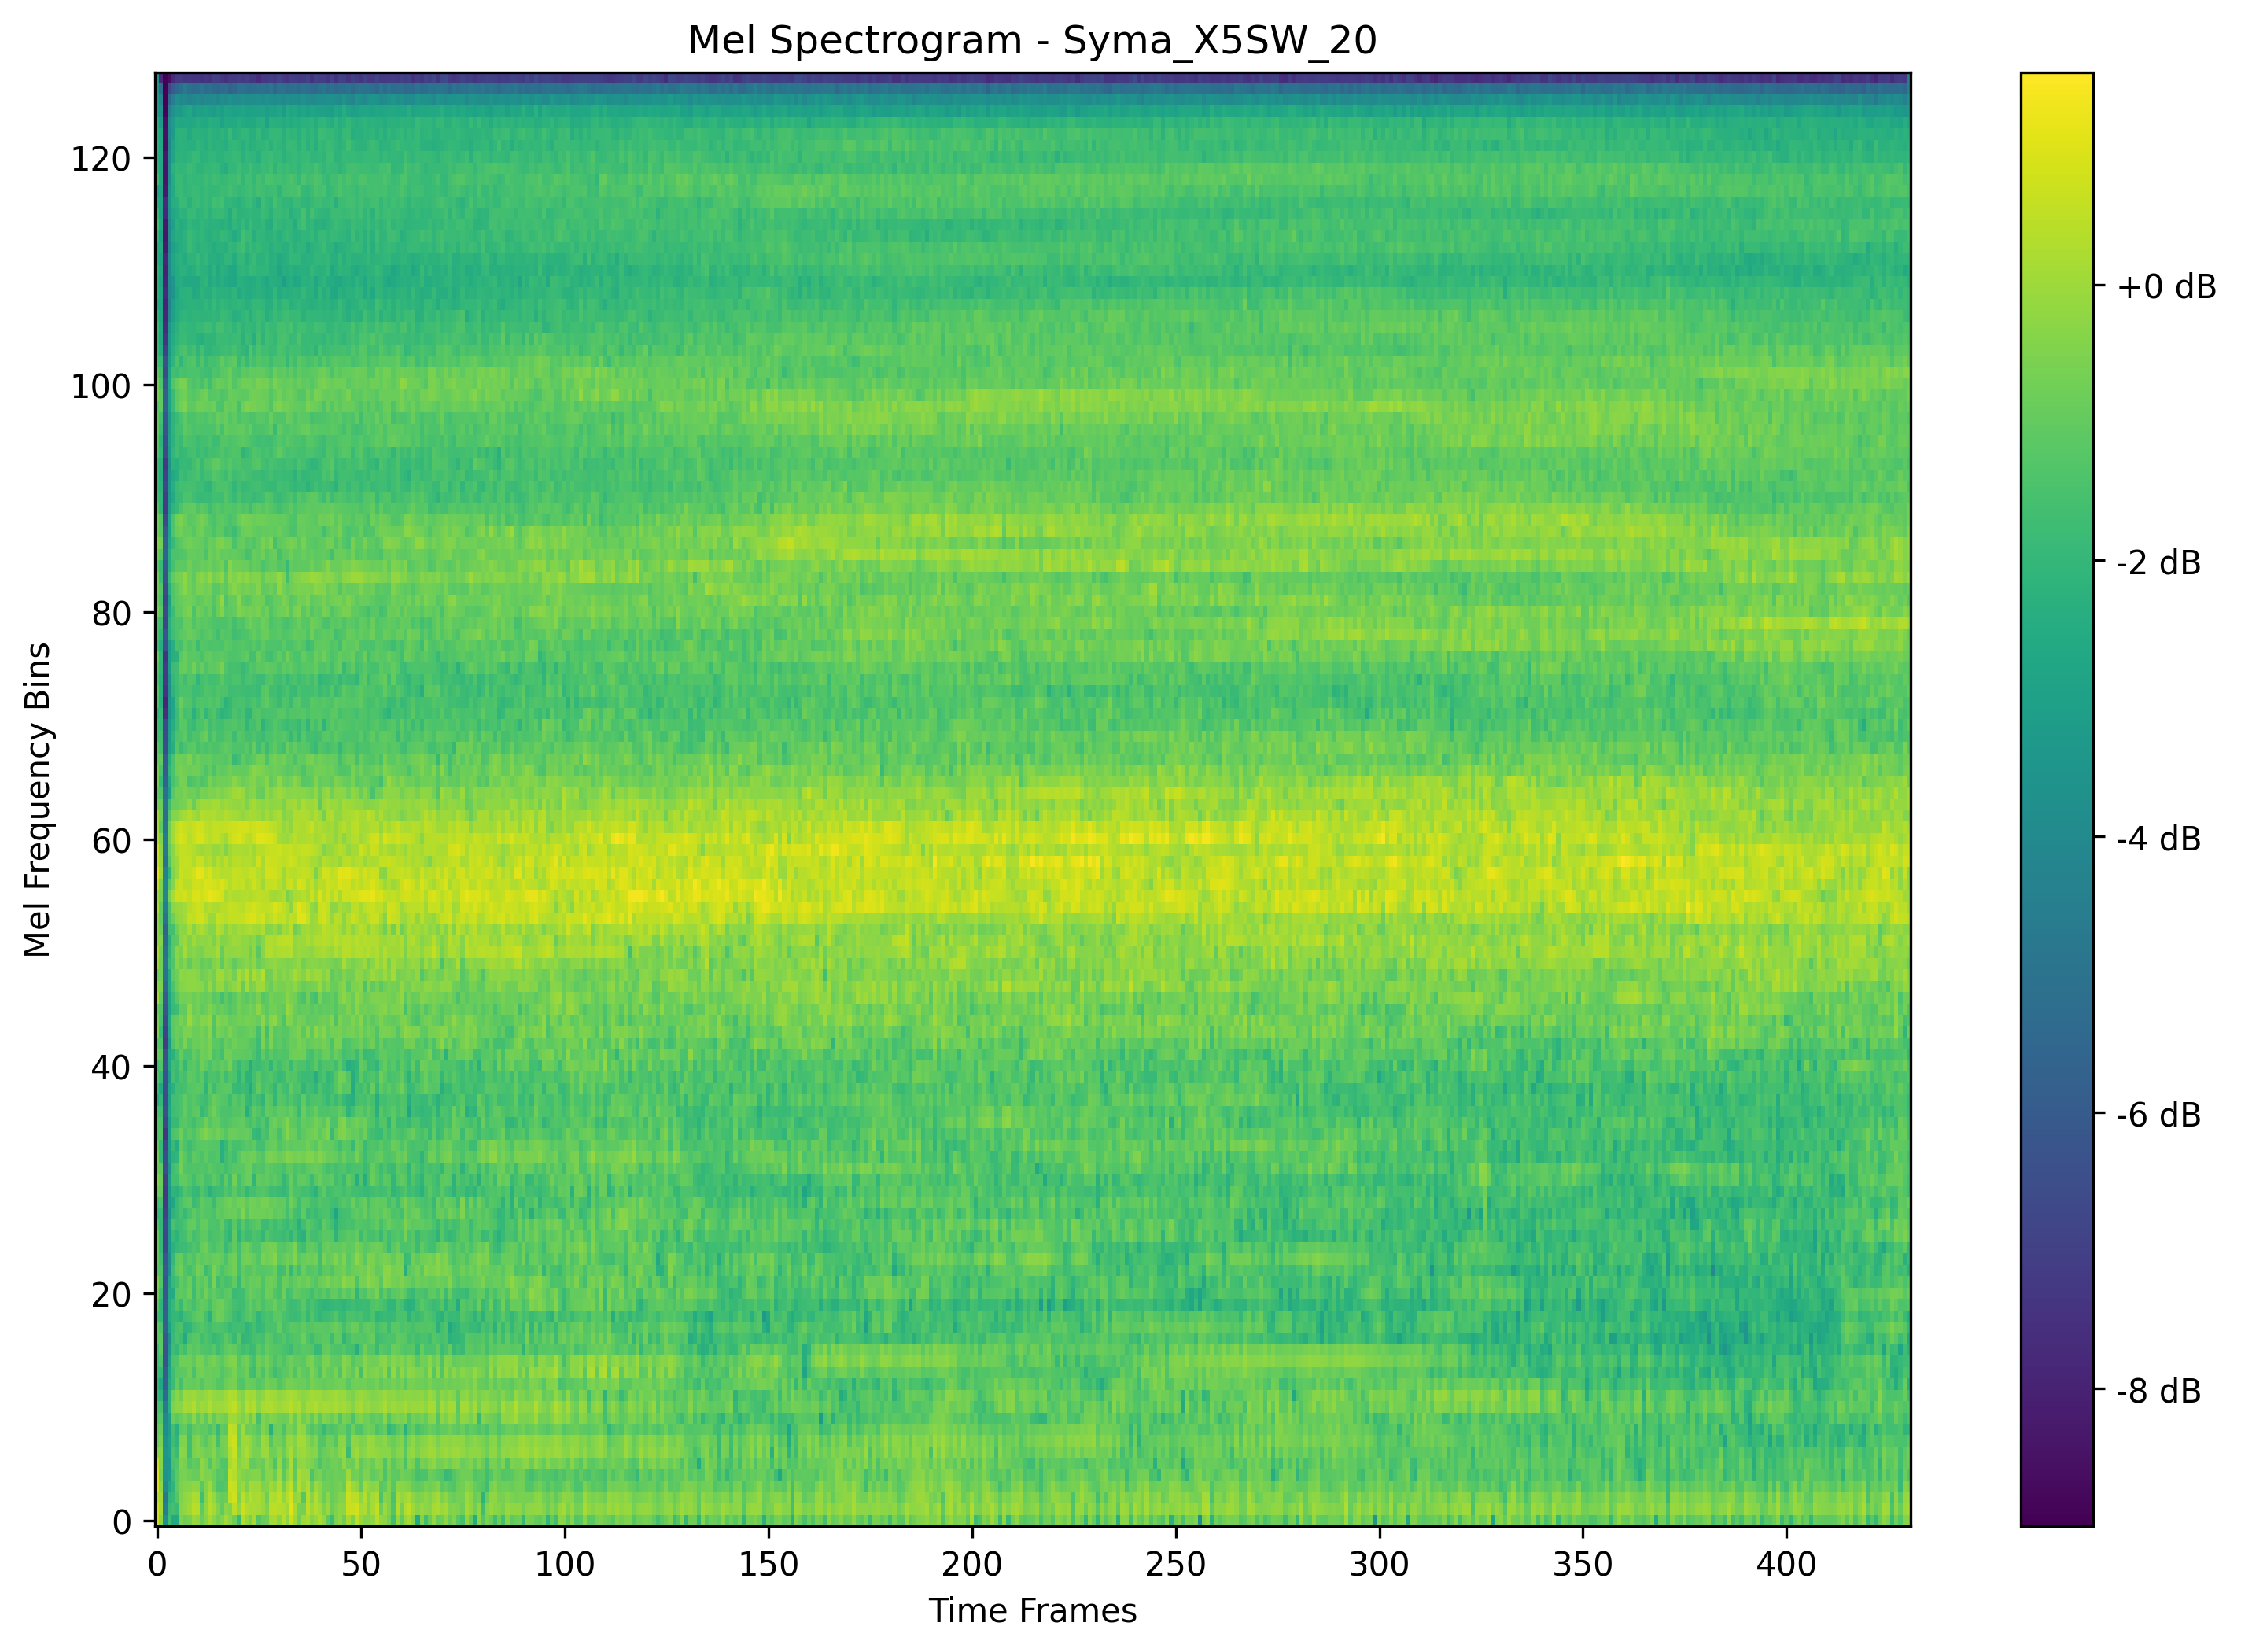 Mel Spectrogram - Syma_X5SW_20
Mel Frequency Bins
120
100
80
60
40
20
0
0 50 100 150 200 250 300 350 400
Time Frames
+0 dB
-2 dB
-4 dB
-6 dB
-8 dB